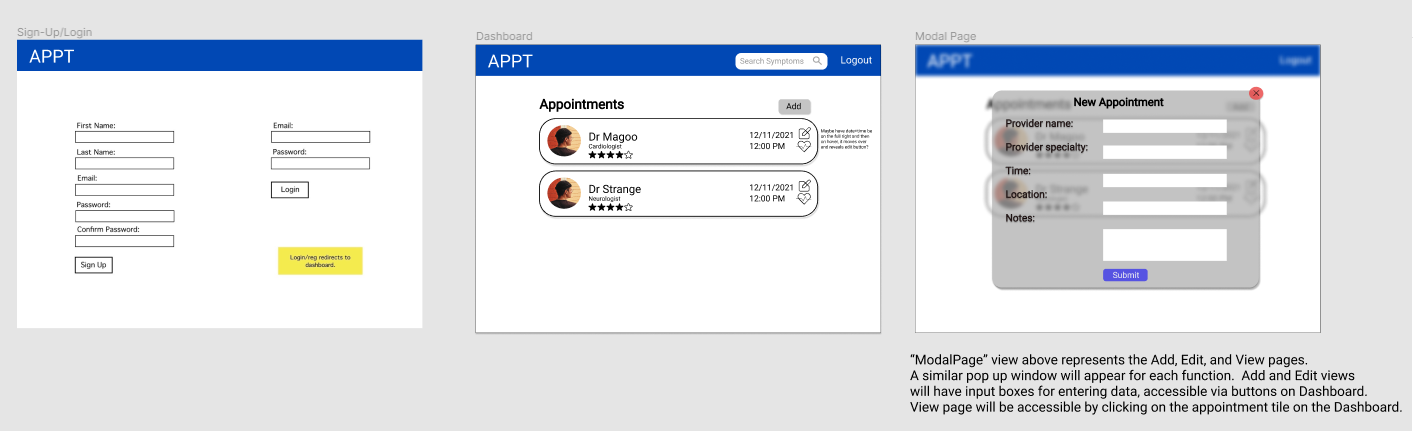 Sign-Up/Login
APPT
First Name:
Last Name:
Email:
Password:
Confirm Password:
Sign Up
Email:
Password:
Login
Login/reg redirects to
dashboard.
Dashboard
APPT
Search Symptoms
Logout
Appointments
Add
Dr Magoo
Cardiologist
12/11/2021
12:00 PM
Maybe have date+time be
on the full right and then
on hover, it moves over
and reveals edit button?
Dr Strange
Neurologist
12/11/2021
12:00 PM
Modal Page
APPT
Logout
Appointments
Add
New Appointment
Provider name:
Provider specialty:
Time:
Location:
Notes:
Submit
“ModalPage” view above represents the Add, Edit, and View pages.
A similar pop up window will appear for each function. Add and Edit views
will have input boxes for entering data, accessible via buttons on Dashboard.
View page will be accessible by clicking on the appointment tile on the Dashboard.